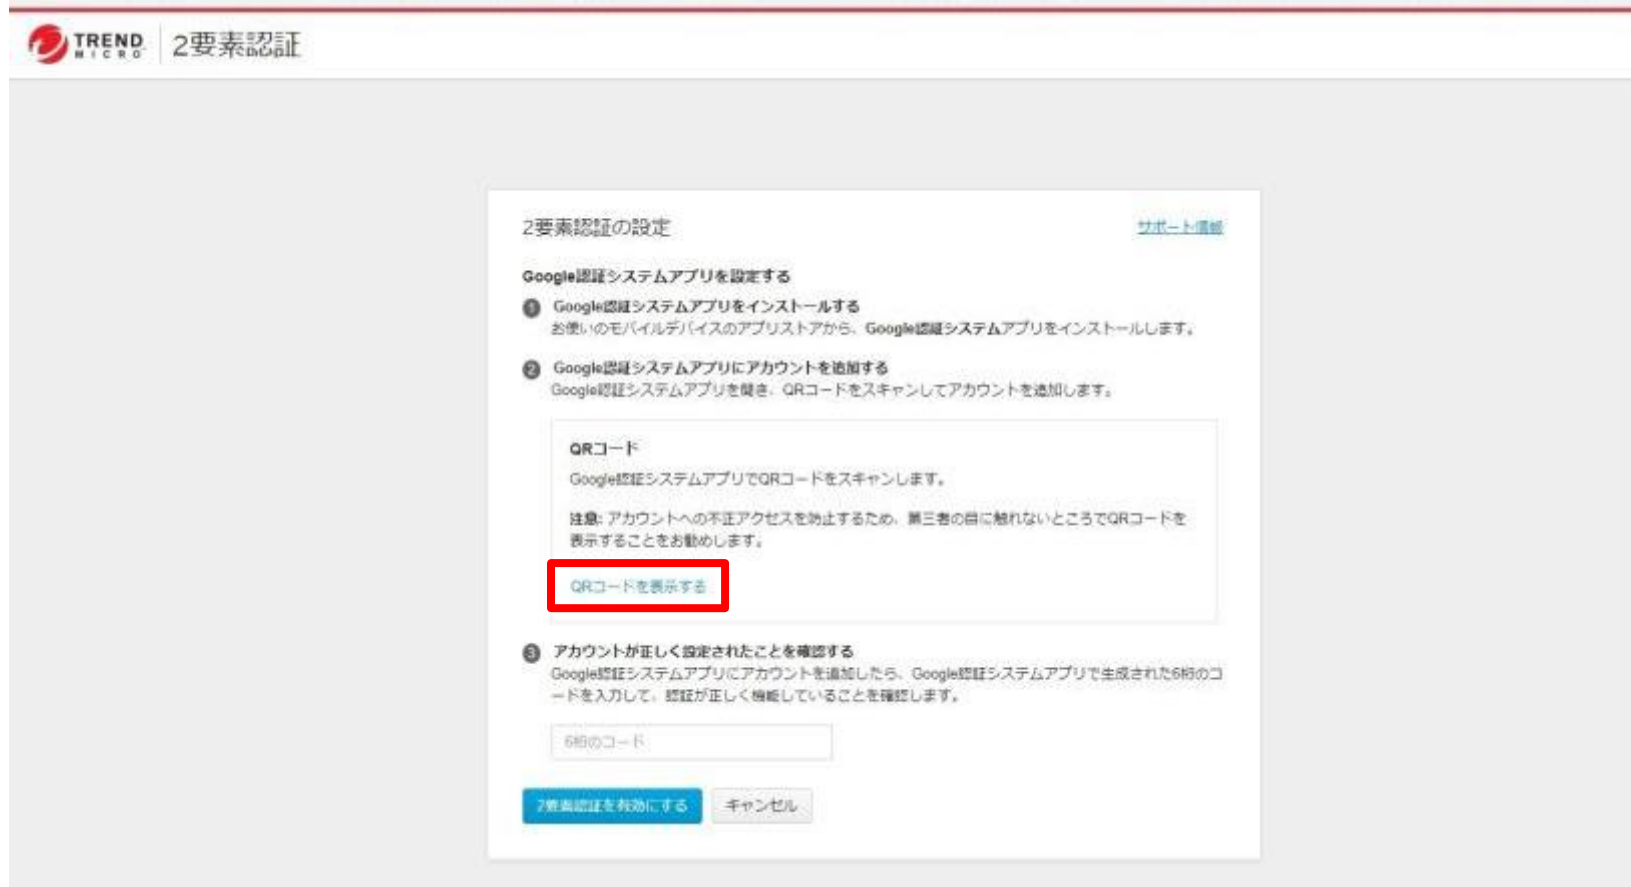 TREND MICRO 2要素認証
2要素認証の設定 サポート情報
Google認証システムアプリを設定する
1 Google認証システムアプリをインストールする
お使いのモバイルデバイスのアプリストアから、Google認証システムアプリをインストールします。
2 Google認証システムアプリにアカウントを追加する
Google認証システムアプリを開き、QRコードをスキャンしてアカウントを追加します。
QRコード
Google認証システムアプリでQRコードをスキャンします。
注意: アカウントへの不正アクセスを防止するため、第三者の目に触れないところでQRコードを
表示することをお勧めします。
QRコードを表示する
3 アカウントが正しく設定されたことを確認する
Google認証システムアプリにアカウントを追加したら、Google認証システムアプリで生成された6桁のコ
ードを入力して、認証が正しく機能していることを確認します。
6桁のコード
2要素認証を有効にする キャンセル